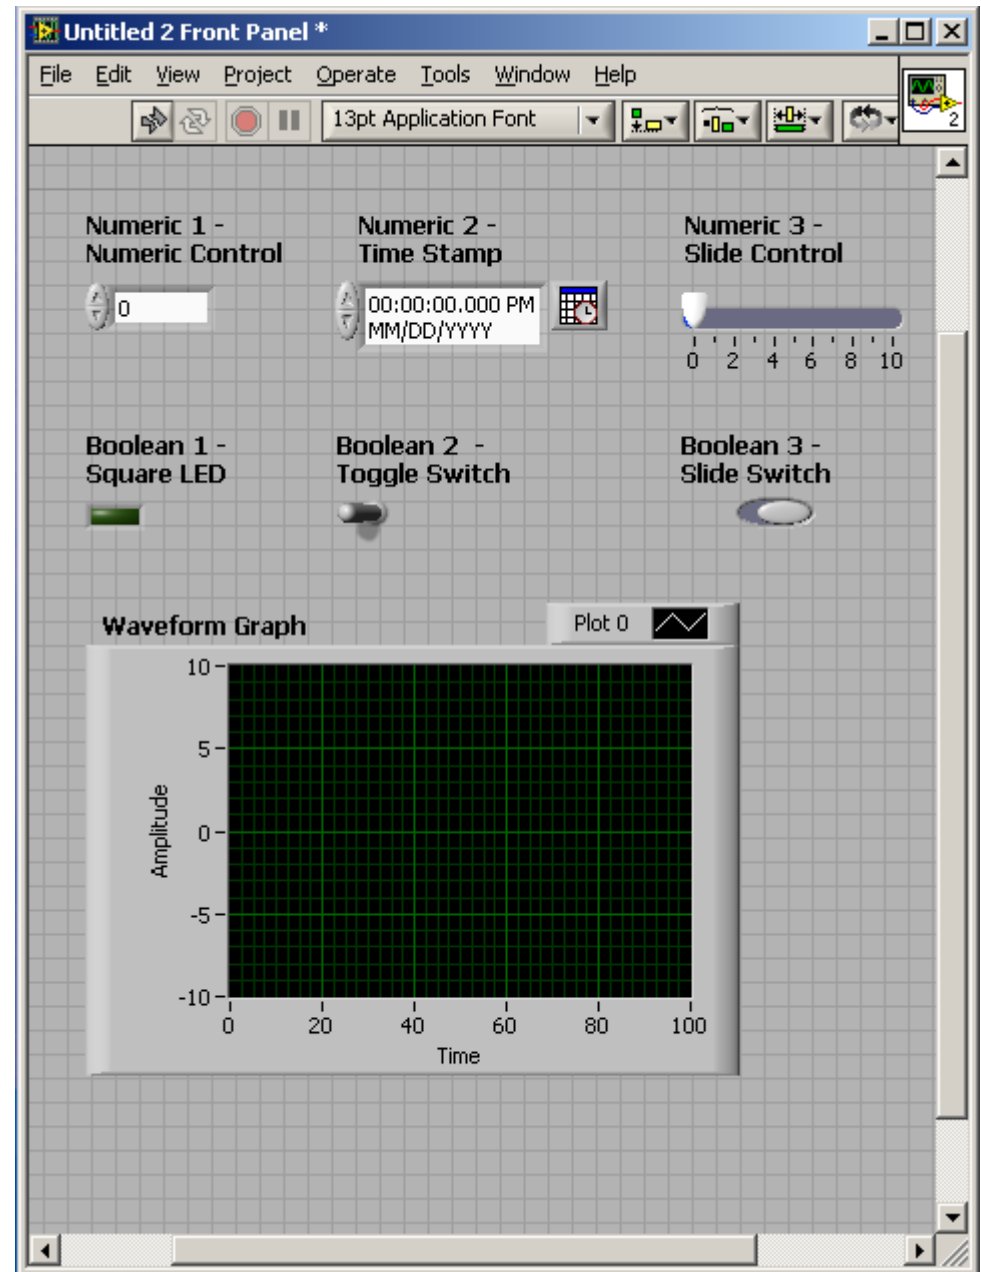 Untitled 2 Front Panel *
File Edit View Project Operate Tools Window Help
13pt Application Font
2
Numeric 1 -
Numeric Control
Numeric 2 -
Time Stamp
Numeric 3 -
Slide Control
0
00:00:00.000 PM
MM/DD/YYYY
0 2 4 6 8 10
Boolean 1 -
Square LED
Boolean 2 -
Toggle Switch
Boolean 3 -
Slide Switch
Waveform Graph
Plot 0
10
5
0
-5
-10
Amplitude
0 20 40 60 80 100
Time